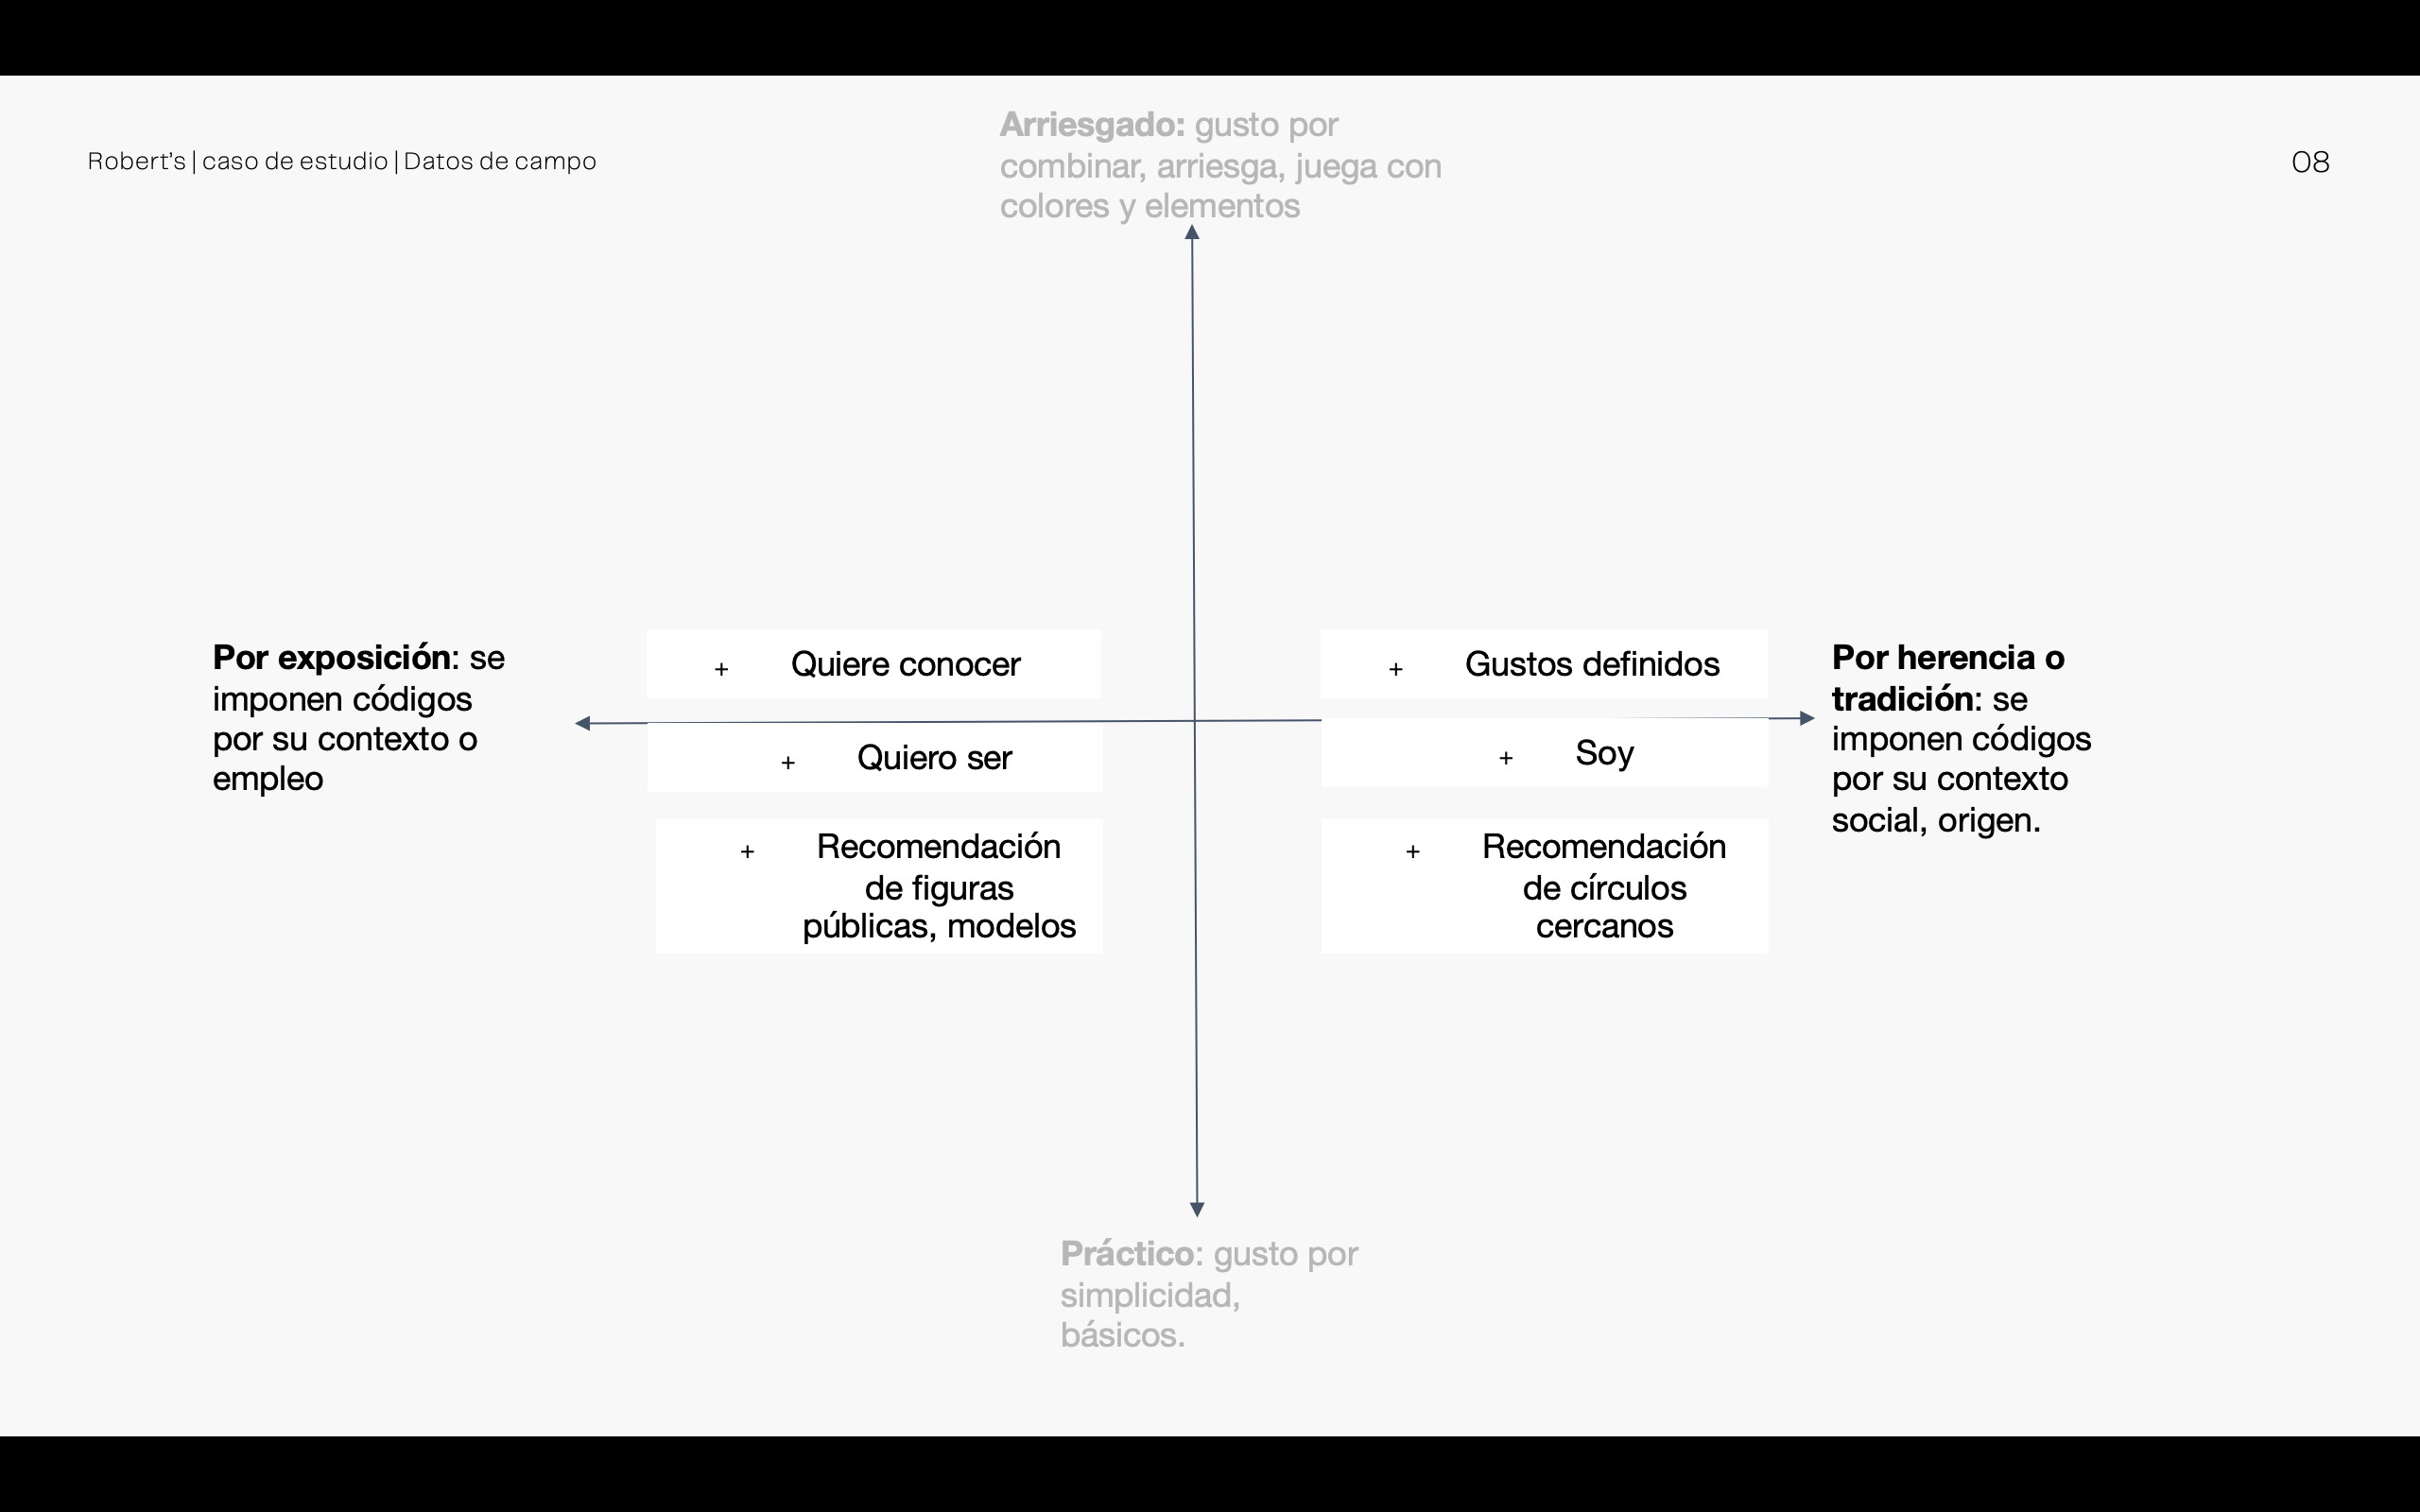 Robert's | caso de estudio | Datos de campo
08
Arriesgado: gusto por
combinar, arriesga, juega con
colores y elementos
Por exposición: se
imponen códigos
por su contexto o
empleo
+ Quiere conocer
+ Quiero ser
+ Recomendación
de figuras
públicas, modelos
+ Gustos definidos
+ Soy
+ Recomendación
de círculos
cercanos
Por herencia o
tradición: se
imponen códigos
por su contexto
social, origen.
Práctico: gusto por
simplicidad,
básicos.